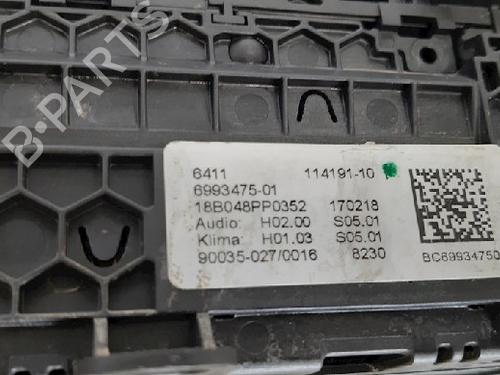 B-PARTS
6411 114191-10
6993475-01
18B048PP0352 170218
Audio: H02.00 S05.01
Klima: H01.03 S05.01
90035-027/0016 8230
BC69934750